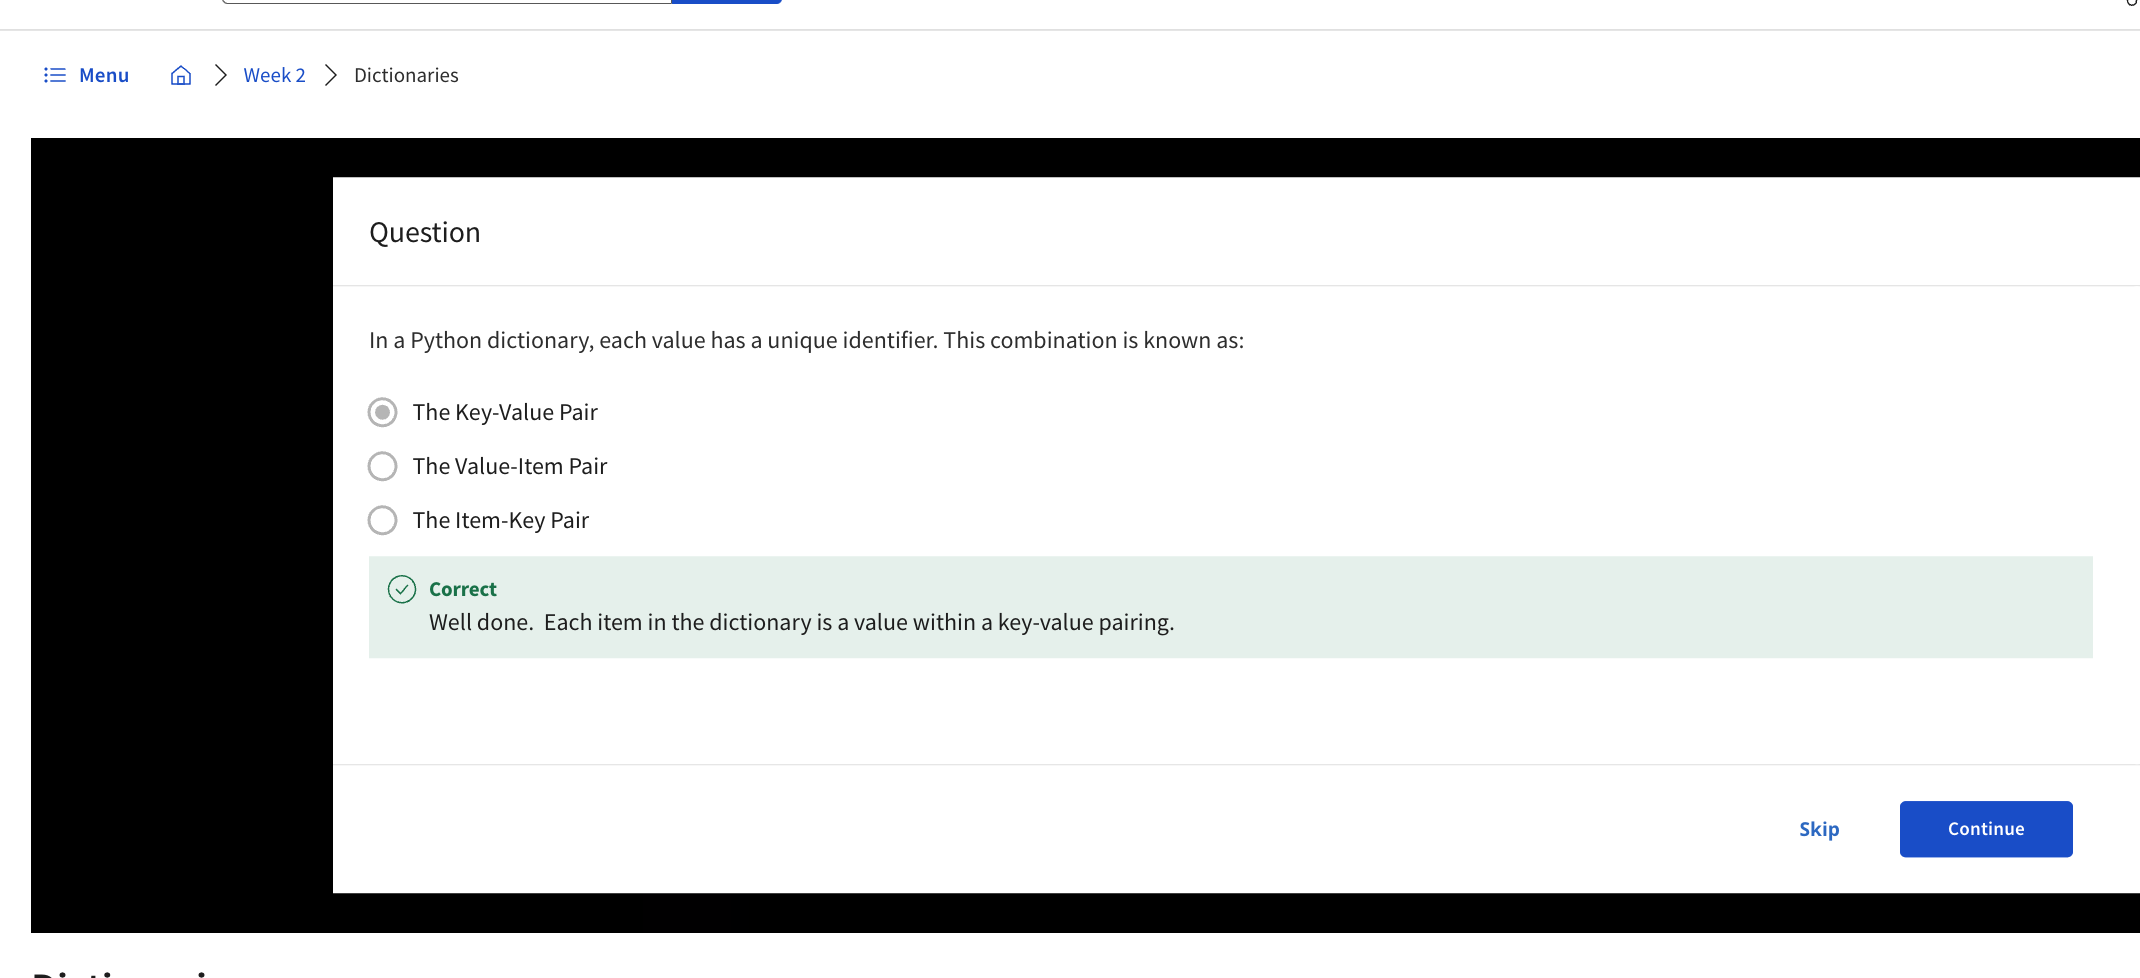 Menu
Week 2
Dictionaries
Question
In a Python dictionary, each value has a unique identifier. This combination is known as:
The Key-Value Pair
The Value-Item Pair
The Item-Key Pair
Correct
Well done.  Each item in the dictionary is a value within a key-value pairing.
Skip
Continue